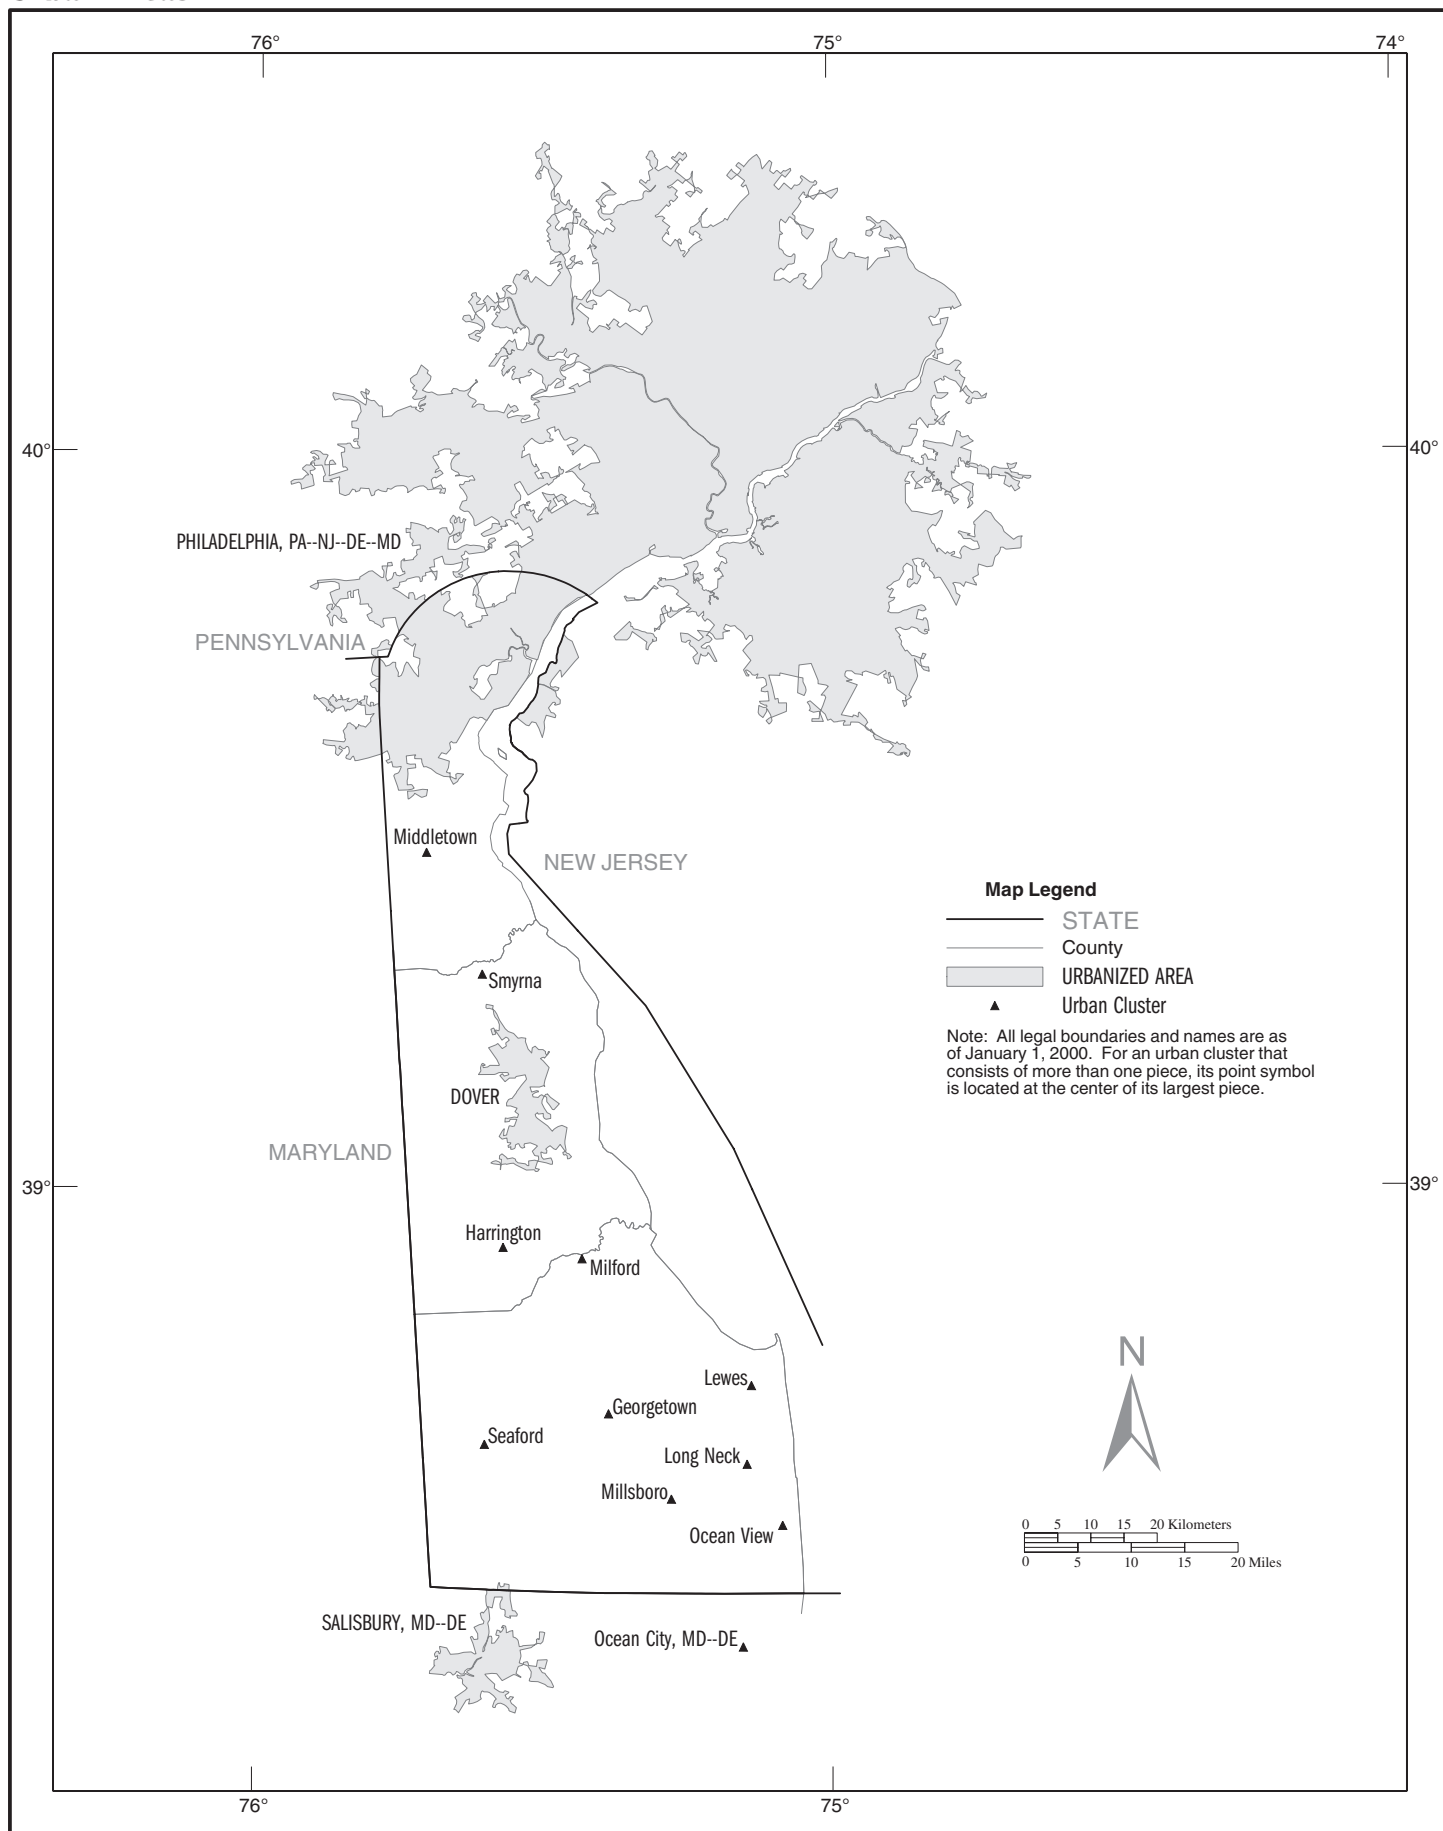 76°
75°
74°
40°
40°
PHILADELPHIA, PA--NJ--DE--MD
PENNSYLVANIA
Middletown
NEW JERSEY
Map Legend
STATE
County
URBANIZED AREA
Urban Cluster
Note: All legal boundaries and names are as
of January 1, 2000. For an urban cluster that
consists of more than one piece, its point symbol
is located at the center of its largest piece.
Smyrna
DOVER
MARYLAND
39°
39°
Harrington
Milford
Lewes
Georgetown
Seaford
Long Neck
Millsboro
Ocean View
N
0 5 10 15 20 Kilometers
0 5 10 15 20 Miles
SALISBURY, MD--DE
Ocean City, MD--DE
76°
75°